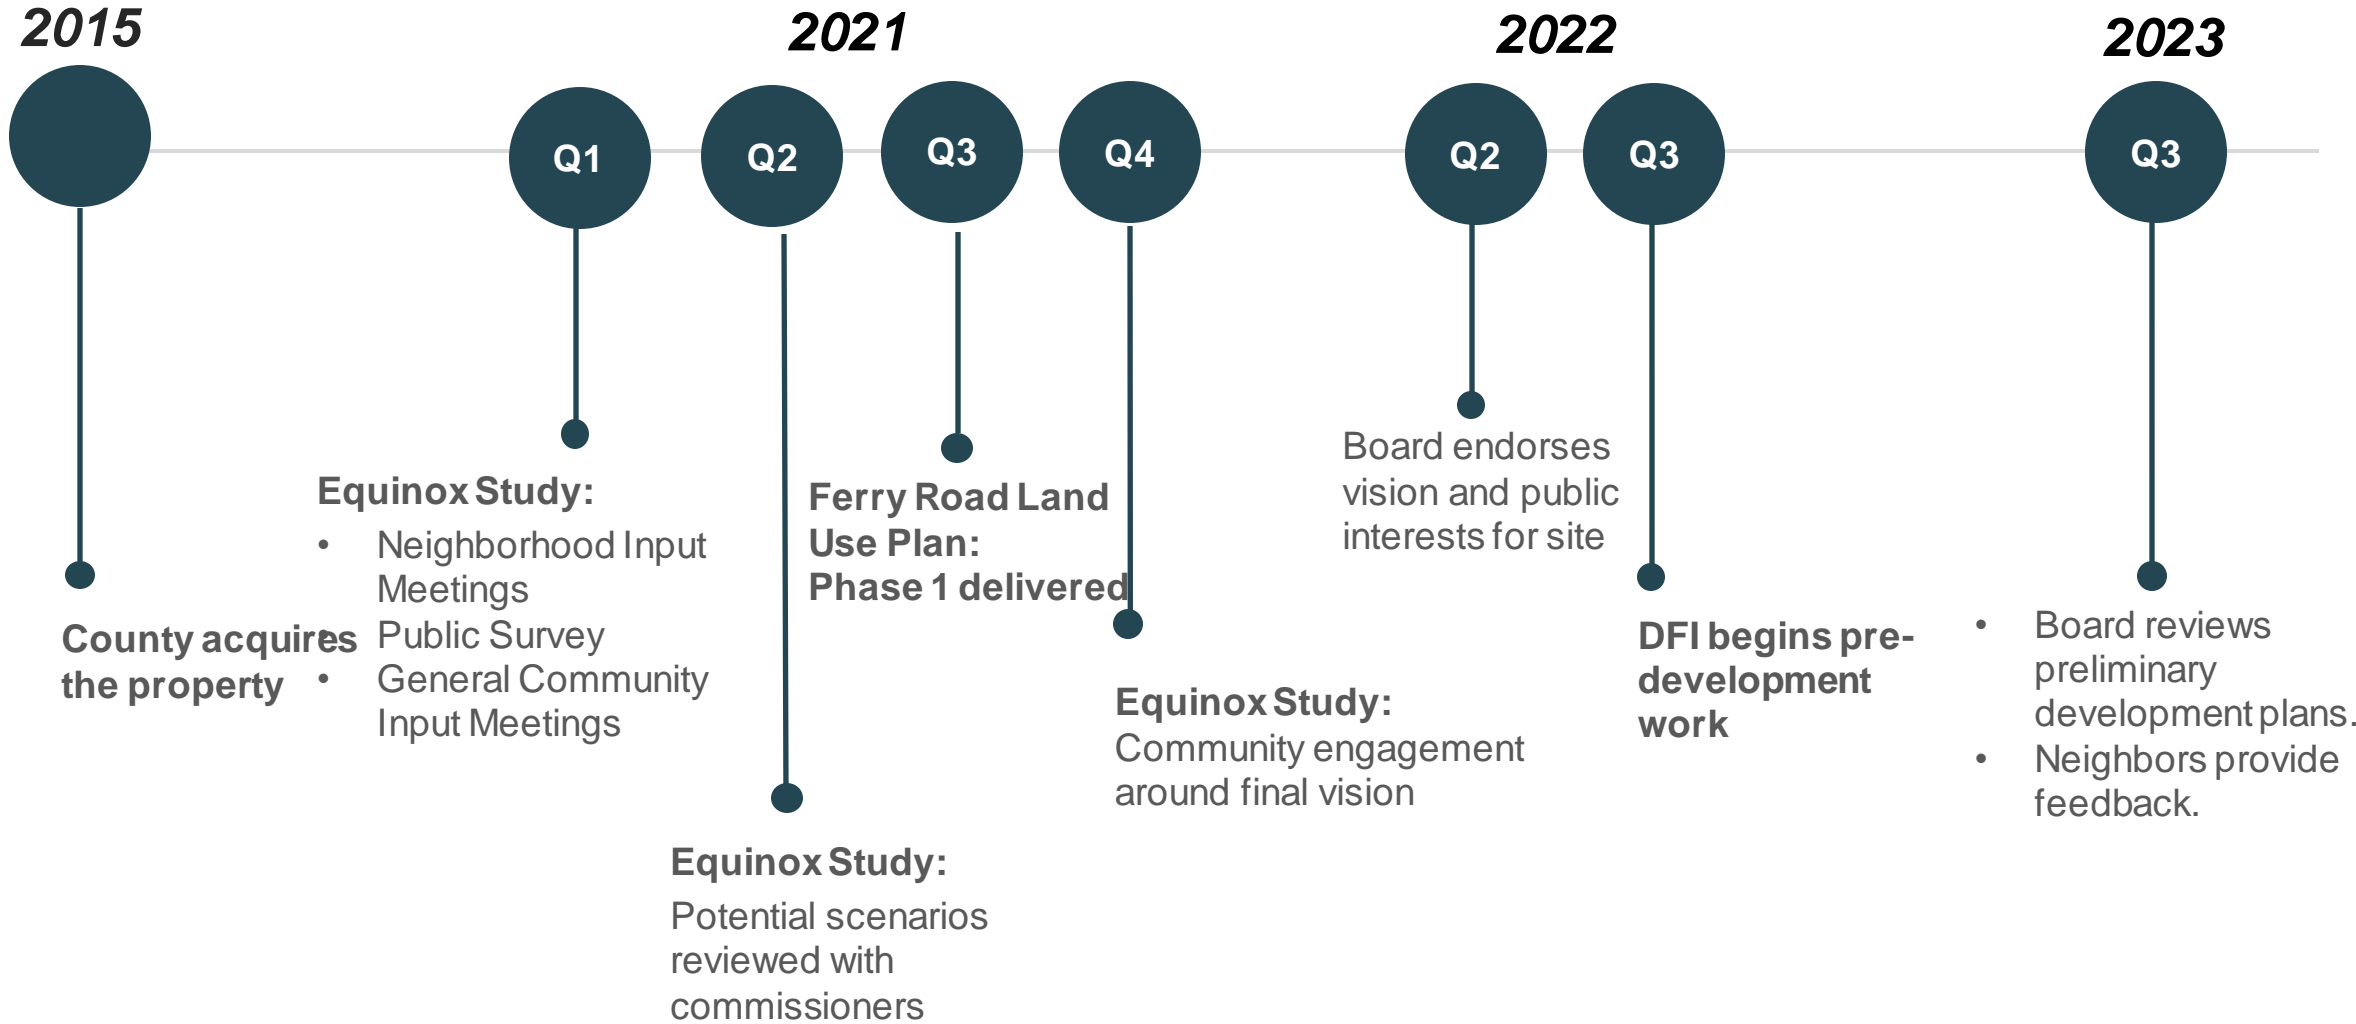 2015
2021
2022
2023
Q1
Q2
Q3
Q4
Q2
Q3
Q3
County acquires
the property
Equinox Study:
• Neighborhood Input
Meetings
• Public Survey
• General Community
Input Meetings
Equinox Study:
Potential scenarios
reviewed with
commissioners
Ferry Road Land
Use Plan:
Phase 1 delivered
Equinox Study:
Community engagement
around final vision
Board endorses
vision and public
interests for site
DFI begins pre-
development
work
• Board reviews
preliminary
development plans.
• Neighbors provide
feedback.